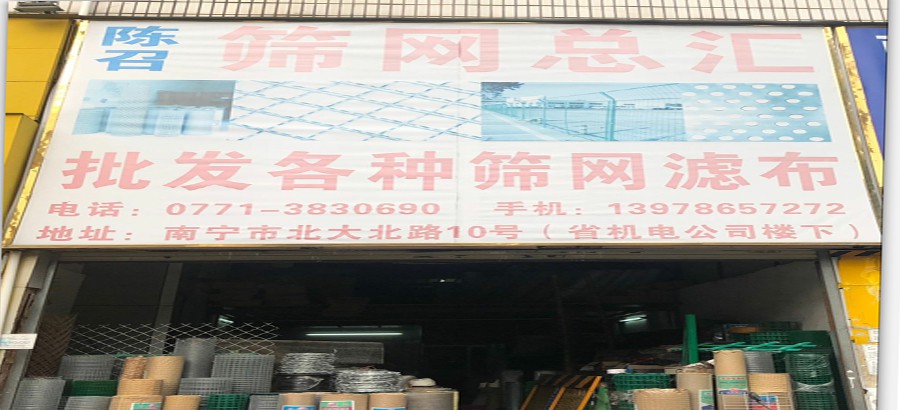 陈召 筛网总汇
批发各种筛网滤布
电话：0771-3830690 手机：13978657272
地址：南宁市北大北路10号（省机电公司楼下）